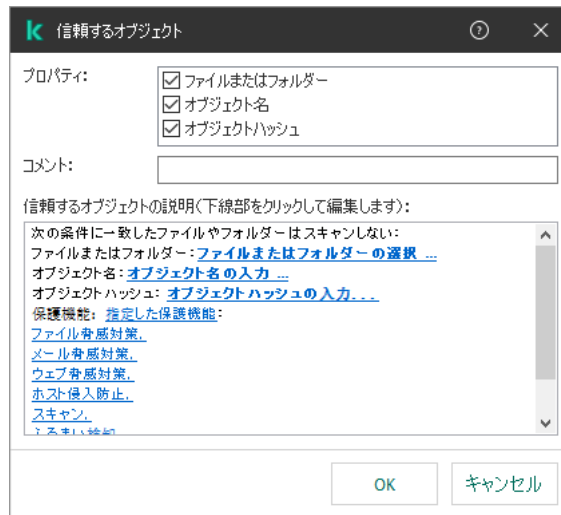 信頼するオブジェクト
プロパティ:
ファイルまたはフォルダー
オブジェクト名
オブジェクトハッシュ
コメント:
信頼するオブジェクトの説明(下線部をクリックして編集します):
次の条件に一致したファイルやフォルダーはスキャンしない:
ファイルまたはフォルダー: ファイルまたはフォルダーの選択 ...
オブジェクト名: オブジェクト名の入力 ...
オブジェクトハッシュ: オブジェクトハッシュの入力...
保護機能: 指定した保護機能:
ファイル脅威対策,
メール脅威対策,
ウェブ脅威対策,
ホスト侵入防止,
スキャン,
ふるまい検知
OK キャンセル